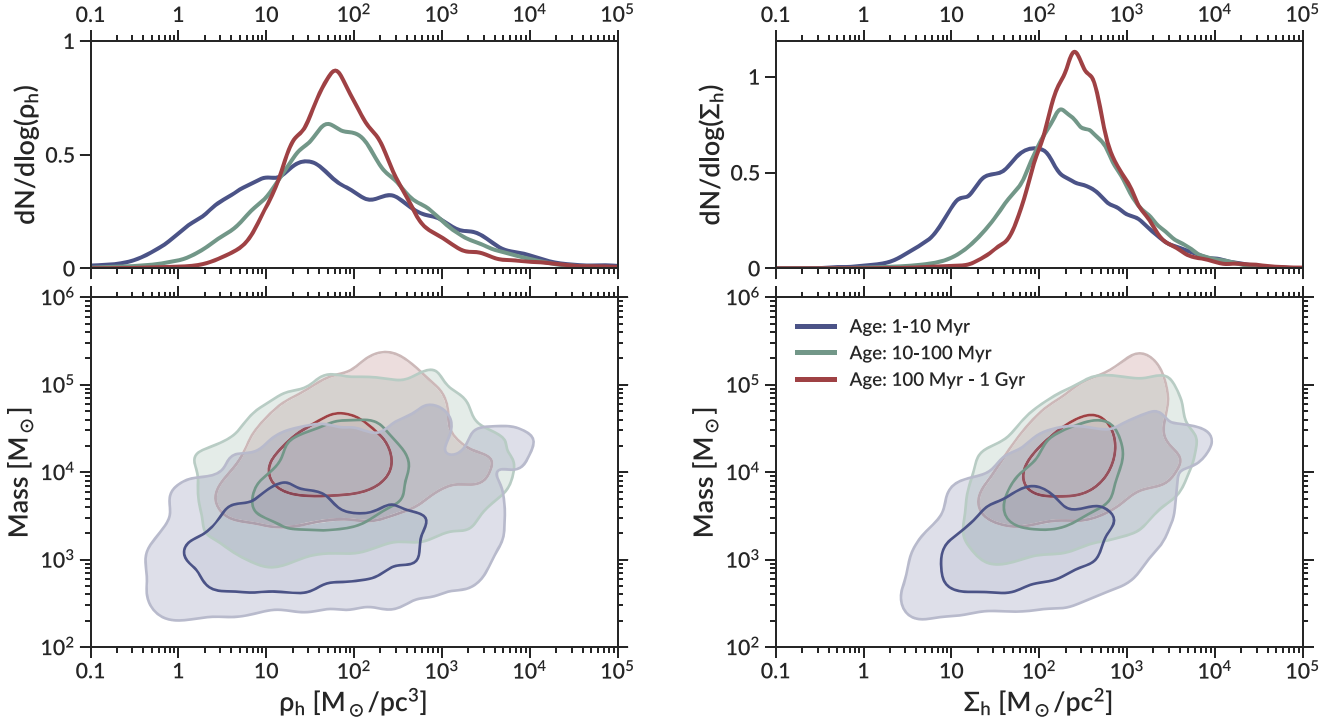 0.1 1 10 10² 10³ 10⁴ 10⁵ 0.1 1 10 10² 10³ 10⁴ 10⁵
1
0.5
0
dN/dlog(ρₕ)
1
0.5
0
dN/dlog(Σₕ)
10⁶
10⁵
10⁴
10³
10²
Mass [M⊙]
0.1 1 10 10² 10³ 10⁴ 10⁵
ρₕ [M⊙/pc³]
10⁶
10⁵
10⁴
10³
10²
Mass [M⊙]
Age: 1-10 Myr
Age: 10-100 Myr
Age: 100 Myr - 1 Gyr
0.1 1 10 10² 10³ 10⁴ 10⁵
Σₕ [M⊙/pc²]